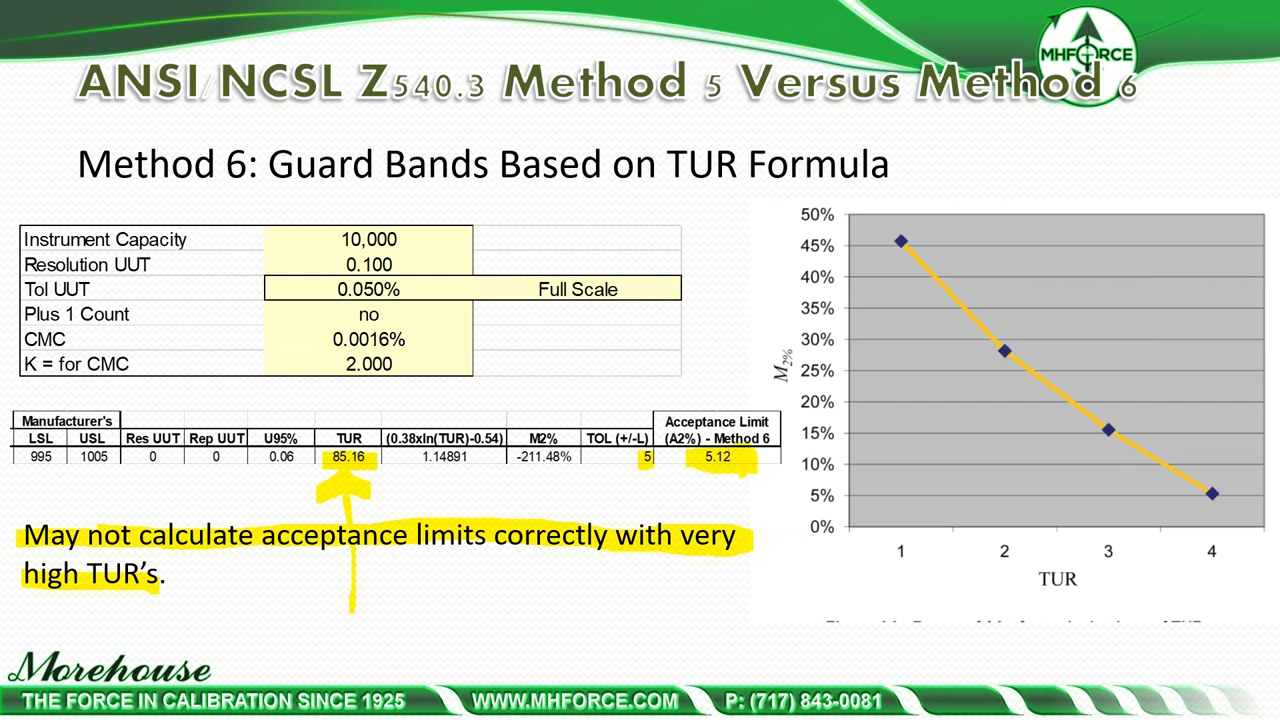 MHFORCE
ANSI/NCSL Z540.3 Method 5 Versus Method 6
Method 6: Guard Bands Based on TUR Formula
Instrument Capacity 10,000
Resolution UUT 0.100
Tol UUT 0.050% Full Scale
Plus 1 Count no
CMC 0.0016%
K = for CMC 2.000
Manufacturer's Acceptance Limit
LSL USL Res UUT Rep UUT U95% TUR (0.38xln(TUR)-0.54) M2% TOL (+/-L) (A2%) - Method 6
995 1005 0 0 0.06 85.16 1.14891 -211.48% 5 5.12
May not calculate acceptance limits correctly with very
high TUR's.
50%
45%
40%
35%
30%
25%
20%
15%
10%
5%
0%
M2%
1 2 3 4
TUR
Morehouse
THE FORCE IN CALIBRATION SINCE 1925 WWW.MHFORCE.COM P: (717) 843-0081